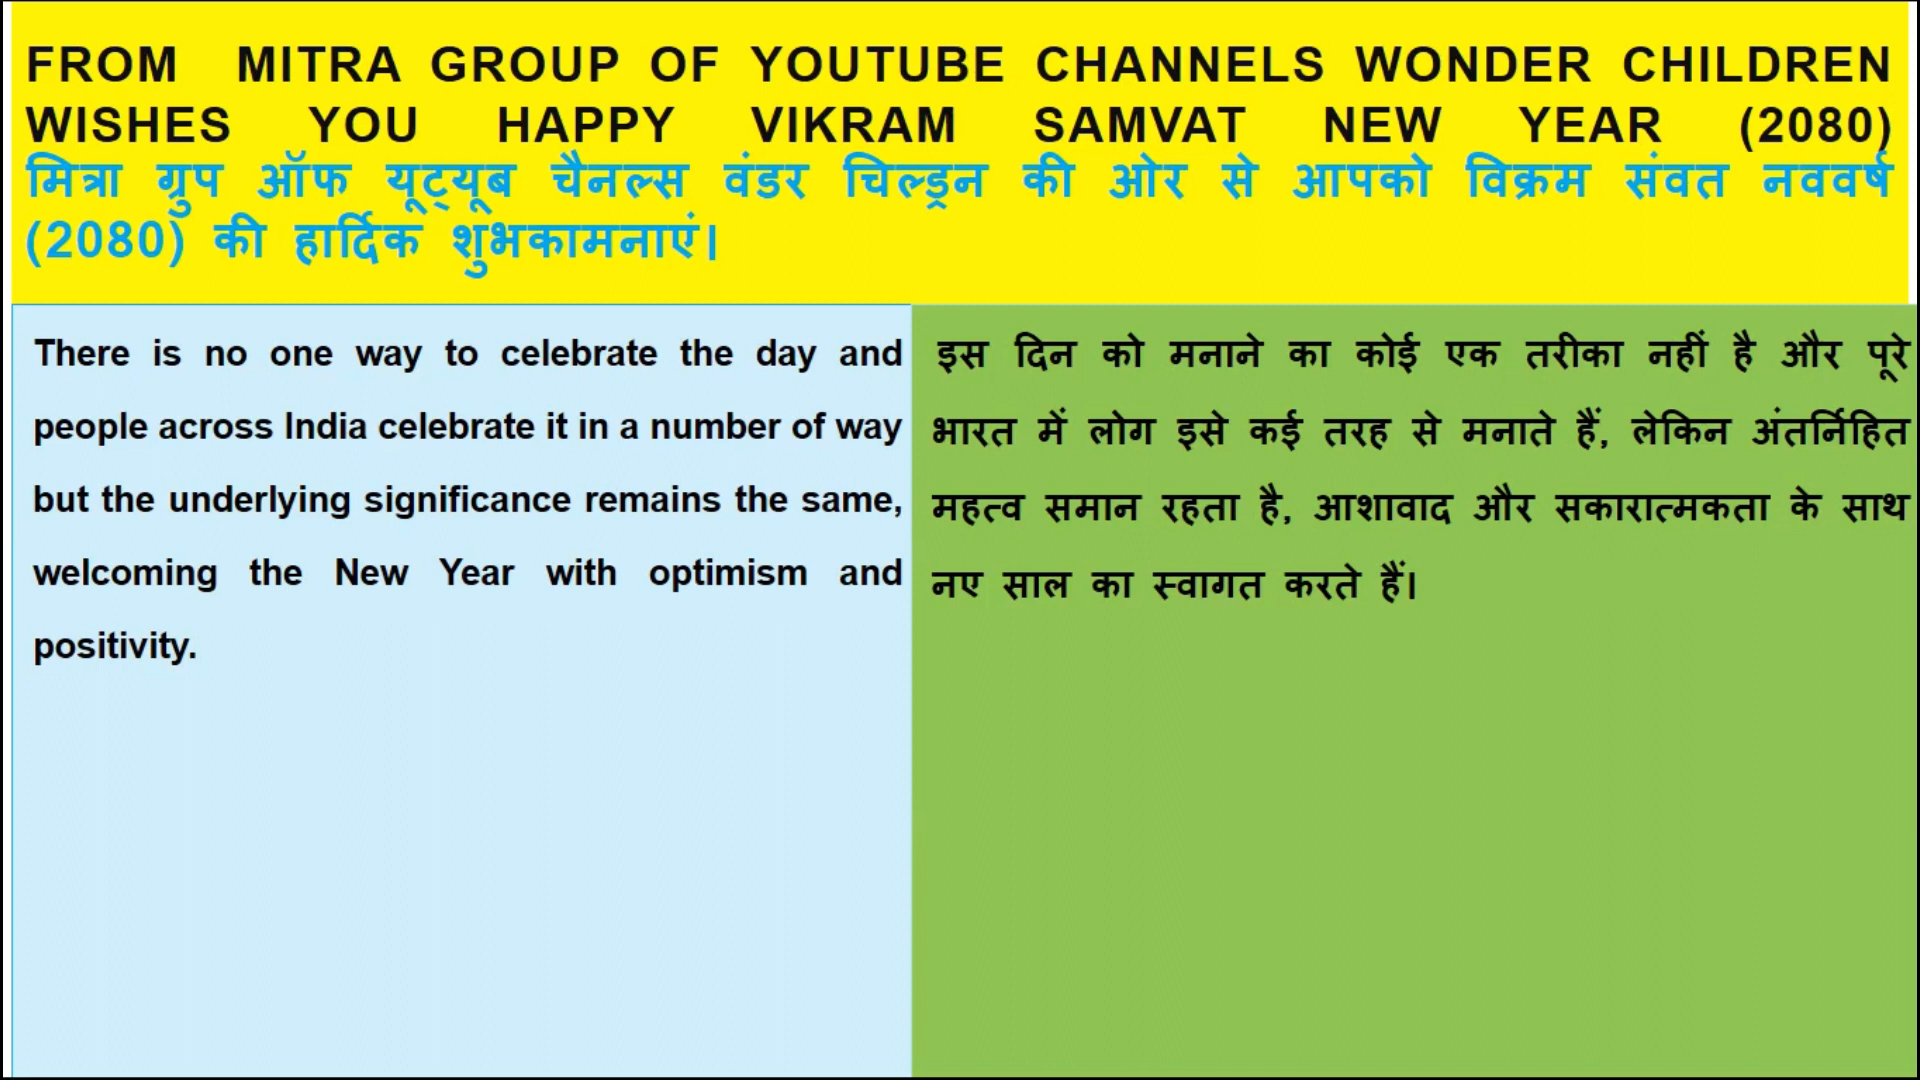 FROM MITRA GROUP OF YOUTUBE CHANNELS WONDER CHILDREN
WISHES YOU HAPPY VIKRAM SAMVAT NEW YEAR (2080)
मित्रा ग्रुप ऑफ यूट्यूब चैनल्स वंडर चिल्ड्रन की ओर से आपको विक्रम संवत नववर्ष
(2080) की हार्दिक शुभकामनाएं।
There is no one way to celebrate the day and
people across India celebrate it in a number of way
but the underlying significance remains the same,
welcoming the New Year with optimism and
positivity.
इस दिन को मनाने का कोई एक तरीका नहीं है और पूरे
भारत में लोग इसे कई तरह से मनाते हैं, लेकिन अंतर्निहित
महत्व समान रहता है, आशावाद और सकारात्मकता के साथ
नए साल का स्वागत करते हैं।